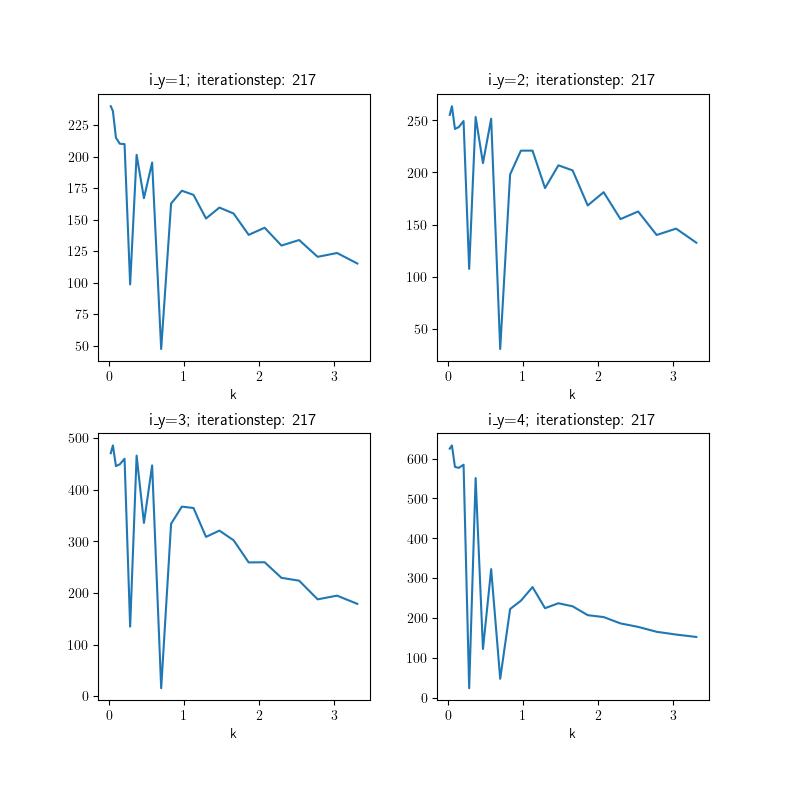 i_y=1; iterationstep: 217
i_y=2; iterationstep: 217
225
200
175
150
125
100
75
50
0 1 2 3
k
250
200
150
100
50
0 1 2 3
k
i_y=3; iterationstep: 217
i_y=4; iterationstep: 217
500
400
300
200
100
0
0 1 2 3
k
600
500
400
300
200
100
0
0 1 2 3
k